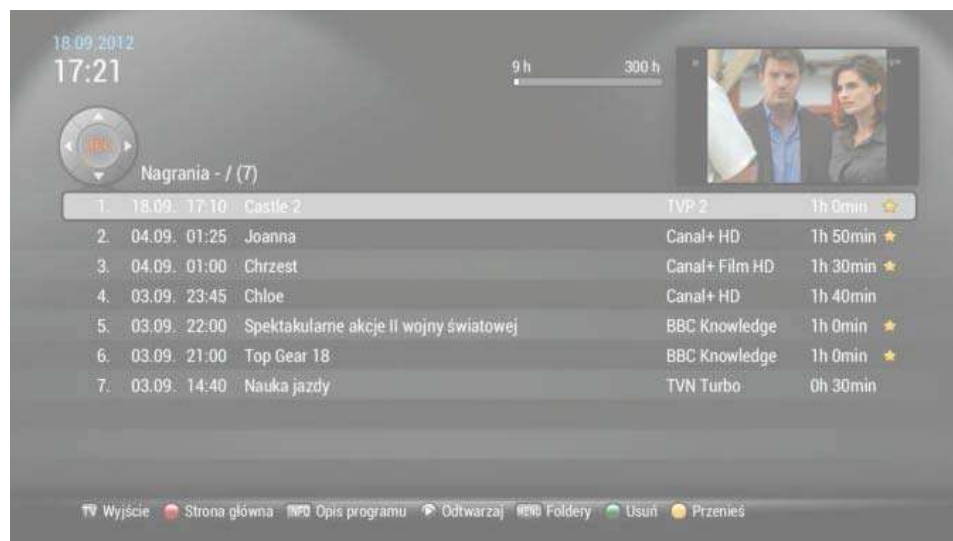 18.09.2012
17:21
9 h 300 h
REC
Nagrania - / (7)
1. 18.09. 17:10 Castle 2 TVP 2 1h 0min
2. 04.09. 01:25 Joanna Canal+ HD 1h 50min
3. 04.09. 01:00 Chrzest Canal+ Film HD 1h 30min
4. 03.09. 23:45 Chloe Canal+ HD 1h 40min
5. 03.09. 22:00 Spektakularne akcje II wojny światowej BBC Knowledge 1h 0min
6. 03.09. 21:00 Top Gear 18 BBC Knowledge 1h 0min
7. 03.09. 14:40 Nauka jazdy TVN Turbo 0h 30min
TV Wyjście Strona główna INFO Opis programu Odtwarzaj MENU Foldery Usuń Przenieś